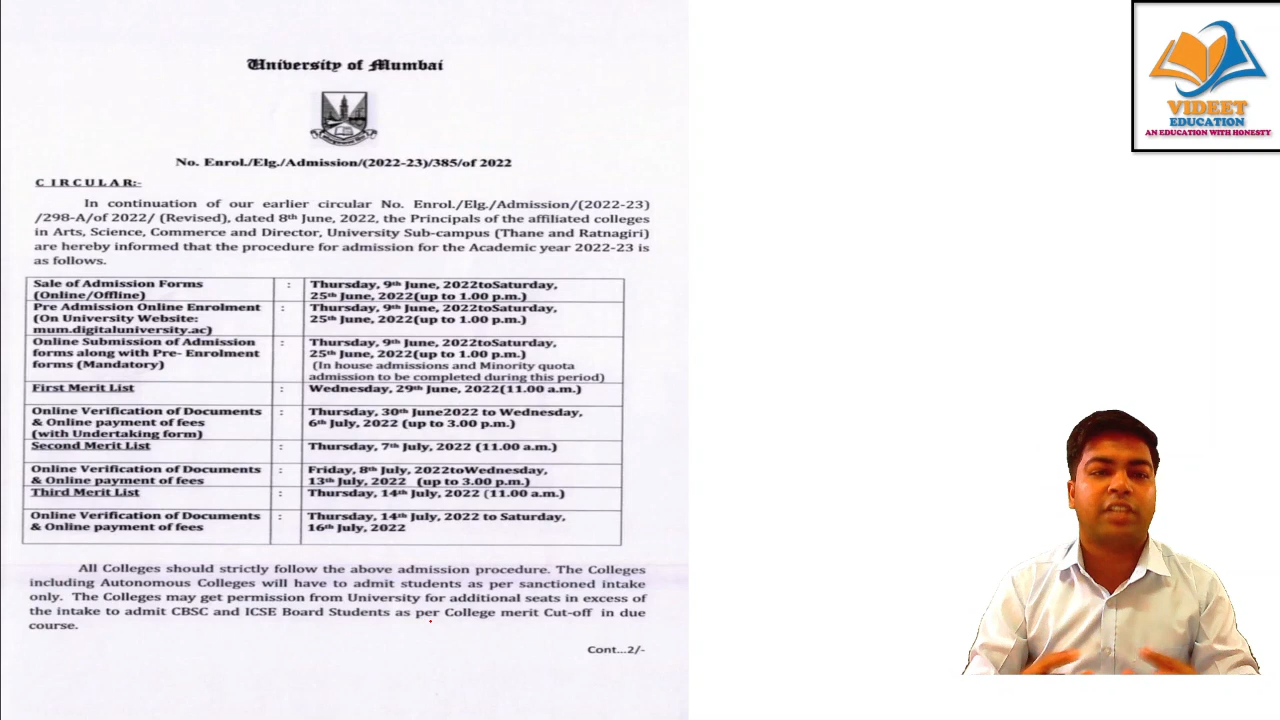 University of Mumbai
No. Enrol./Elg./Admission/(2022-23)/385/of 2022
C I R C U L A R:-
In continuation of our earlier circular No. Enrol./Elg./Admission/(2022-23)
/298-A/of 2022/ (Revised), dated 8th June, 2022, the Principals of the affiliated colleges
in Arts, Science, Commerce and Director, University Sub-campus (Thane and Ratnagiri)
are hereby informed that the procedure for admission for the Academic year 2022-23 is
as follows.
Sale of Admission Forms : Thursday, 9th June, 2022toSaturday,
(Online/Offline) 25th June, 2022(up to 1.00 p.m.)
Pre Admission Online Enrolment : Thursday, 9th June, 2022toSaturday,
(On University Website: 25th June, 2022(up to 1.00 p.m.)
mum.digitaluniversity.ac)
Online Submission of Admission : Thursday, 9th June, 2022toSaturday,
forms along with Pre- Enrolment 25th June, 2022(up to 1.00 p.m.)
forms (Mandatory) (In house admissions and Minority quota
admission to be completed during this period)
First Merit List : Wednesday, 29th June, 2022(11.00 a.m.)
Online Verification of Documents : Thursday, 30th June2022 to Wednesday,
& Online payment of fees 6th July, 2022 (up to 3.00 p.m.)
(with Undertaking form)
Second Merit List : Thursday, 7th July, 2022 (11.00 a.m.)
Online Verification of Documents : Friday, 8th July, 2022toWednesday,
& Online payment of fees 13th July, 2022 (up to 3.00 p.m.)
Third Merit List : Thursday, 14th July, 2022 (11.00 a.m.)
Online Verification of Documents : Thursday, 14th July, 2022 to Saturday,
& Online payment of fees 16th July, 2022
All Colleges should strictly follow the above admission procedure. The Colleges
including Autonomous Colleges will have to admit students as per sanctioned intake
only. The Colleges may get permission from University for additional seats in excess of
the intake to admit CBSC and ICSE Board Students as per College merit Cut-off in due
course.
Cont...2/-
VIDEET
EDUCATION
AN EDUCATION WITH HONESTY